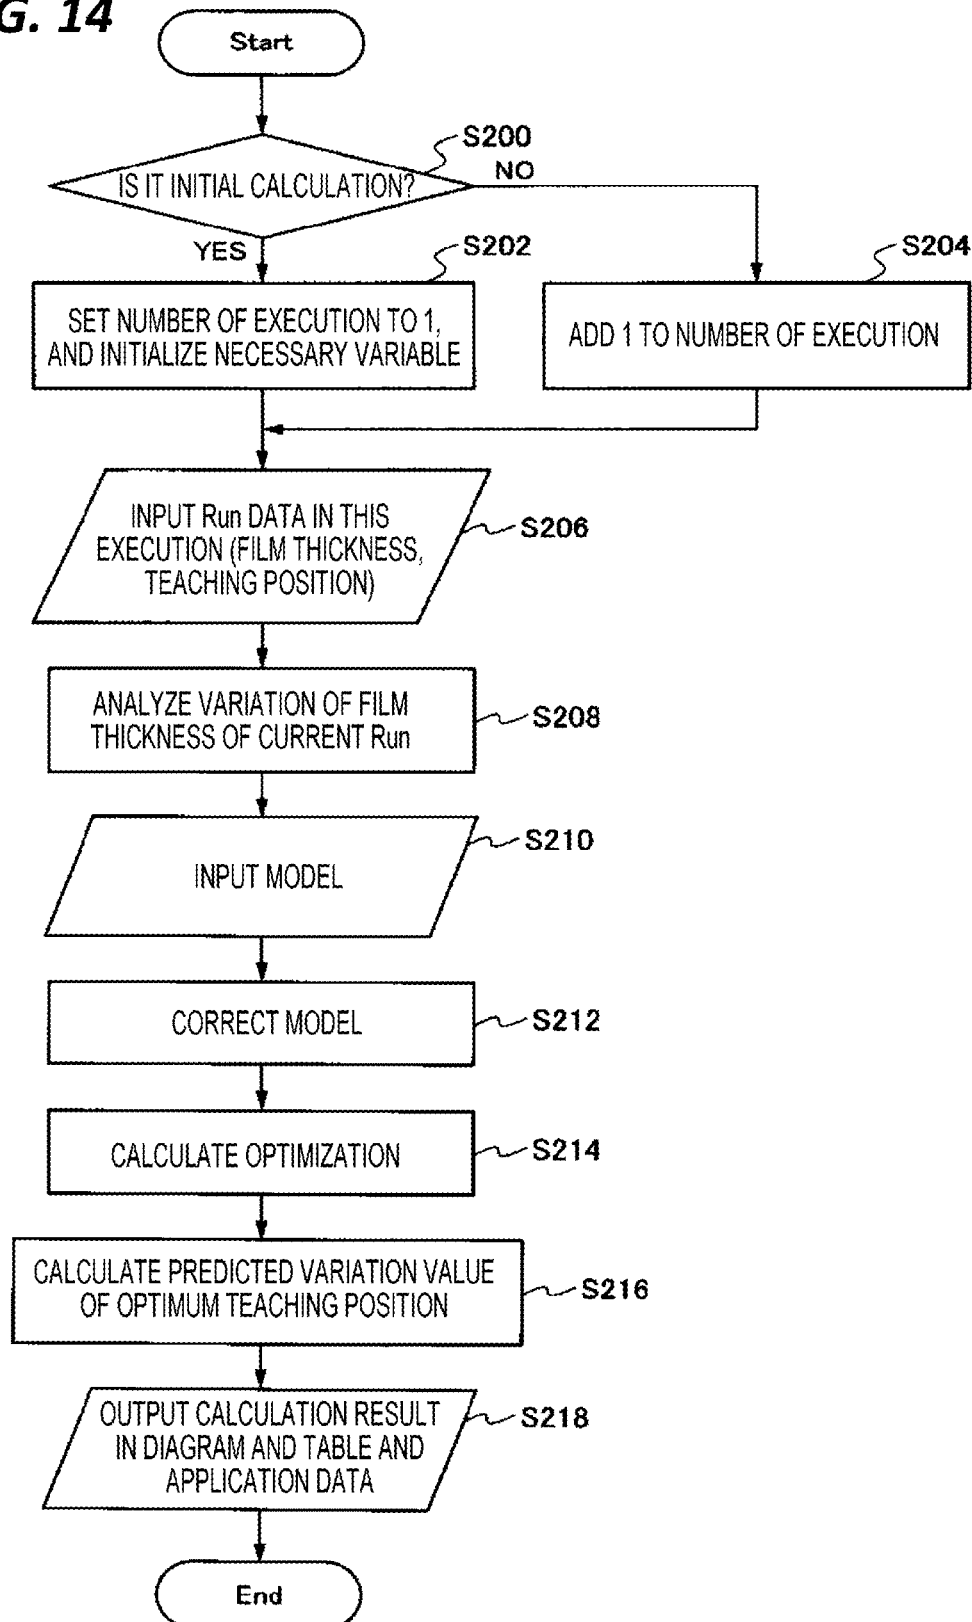 G. 14
Start
S200
IS IT INITIAL CALCULATION?
NO
YES
S202
SET NUMBER OF EXECUTION TO 1,
AND INITIALIZE NECESSARY VARIABLE
S204
ADD 1 TO NUMBER OF EXECUTION
INPUT Run DATA IN THIS
EXECUTION (FILM THICKNESS,
TEACHING POSITION)
S206
ANALYZE VARIATION OF FILM
THICKNESS OF CURRENT Run
S208
INPUT MODEL
S210
CORRECT MODEL
S212
CALCULATE OPTIMIZATION
S214
CALCULATE PREDICTED VARIATION VALUE
OF OPTIMUM TEACHING POSITION
S216
OUTPUT CALCULATION RESULT
IN DIAGRAM AND TABLE AND
APPLICATION DATA
S218
End